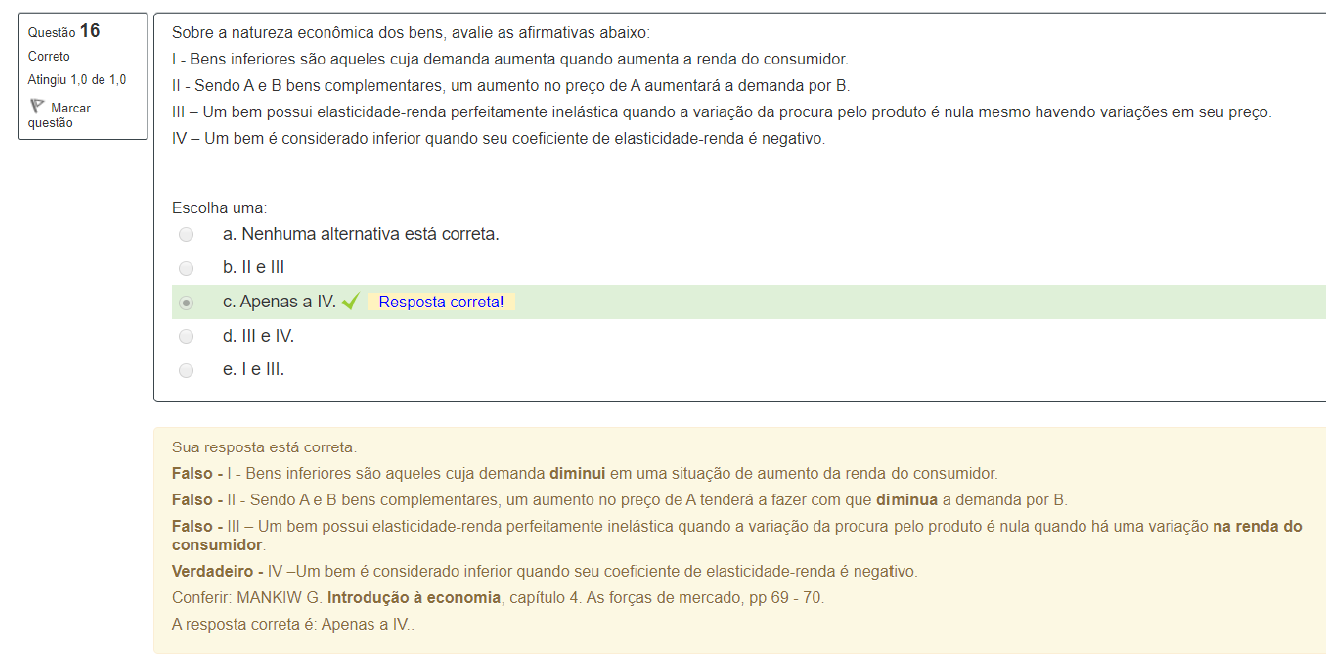 Questão 16
Correto
Atingiu 1,0 de 1,0
Marcar
questão
Sobre a natureza econômica dos bens, avalie as afirmativas abaixo:
I - Bens inferiores são aqueles cuja demanda aumenta quando aumenta a renda do consumidor.
II - Sendo A e B bens complementares, um aumento no preço de A aumentará a demanda por B.
III – Um bem possui elasticidade-renda perfeitamente inelástica quando a variação da procura pelo produto é nula mesmo havendo variações em seu preço.
IV – Um bem é considerado inferior quando seu coeficiente de elasticidade-renda é negativo.
Escolha uma:
a. Nenhuma alternativa está correta.
b. II e III
c. Apenas a IV. Resposta correta!
d. III e IV.
e. I e III.
Sua resposta está correta.
Falso - I - Bens inferiores são aqueles cuja demanda diminui em uma situação de aumento da renda do consumidor.
Falso - II - Sendo A e B bens complementares, um aumento no preço de A tenderá a fazer com que diminua a demanda por B.
Falso - III – Um bem possui elasticidade-renda perfeitamente inelástica quando a variação da procura pelo produto é nula quando há uma variação na renda do
consumidor.
Verdadeiro - IV –Um bem é considerado inferior quando seu coeficiente de elasticidade-renda é negativo.
Conferir: MANKIW G. Introdução à economia, capítulo 4. As forças de mercado, pp 69 - 70.
A resposta correta é: Apenas a IV..